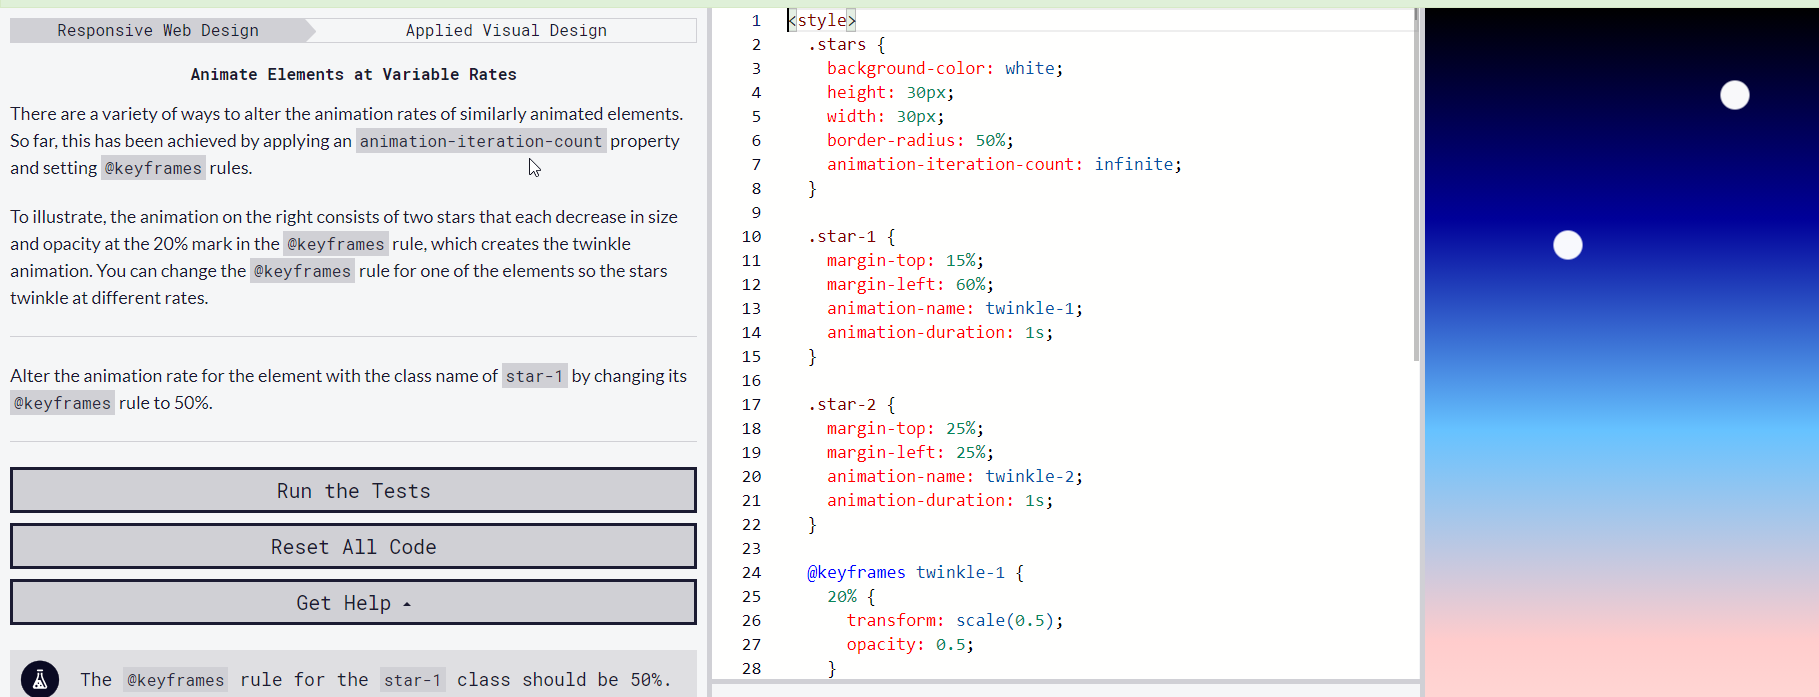 Responsive Web Design
Applied Visual Design
Animate Elements at Variable Rates
There are a variety of ways to alter the animation rates of similarly animated elements.
So far, this has been achieved by applying an animation-iteration-count property
and setting @keyframes rules.
To illustrate, the animation on the right consists of two stars that each decrease in size
and opacity at the 20% mark in the @keyframes rule, which creates the twinkle
animation. You can change the @keyframes rule for one of the elements so the stars
twinkle at different rates.
Alter the animation rate for the element with the class name of star-1 by changing its
@keyframes rule to 50%.
Run the Tests
Reset All Code
Get Help
The @keyframes rule for the star-1 class should be 50%.
1 <style>
2 .stars {
3 background-color: white;
4 height: 30px;
5 width: 30px;
6 border-radius: 50%;
7 animation-iteration-count: infinite;
8 }
9
10 .star-1 {
11 margin-top: 15%;
12 margin-left: 60%;
13 animation-name: twinkle-1;
14 animation-duration: 1s;
15 }
16
17 .star-2 {
18 margin-top: 25%;
19 margin-left: 25%;
20 animation-name: twinkle-2;
21 animation-duration: 1s;
22 }
23
24 @keyframes twinkle-1 {
25 20% {
26 transform: scale(0.5);
27 opacity: 0.5;
28 }